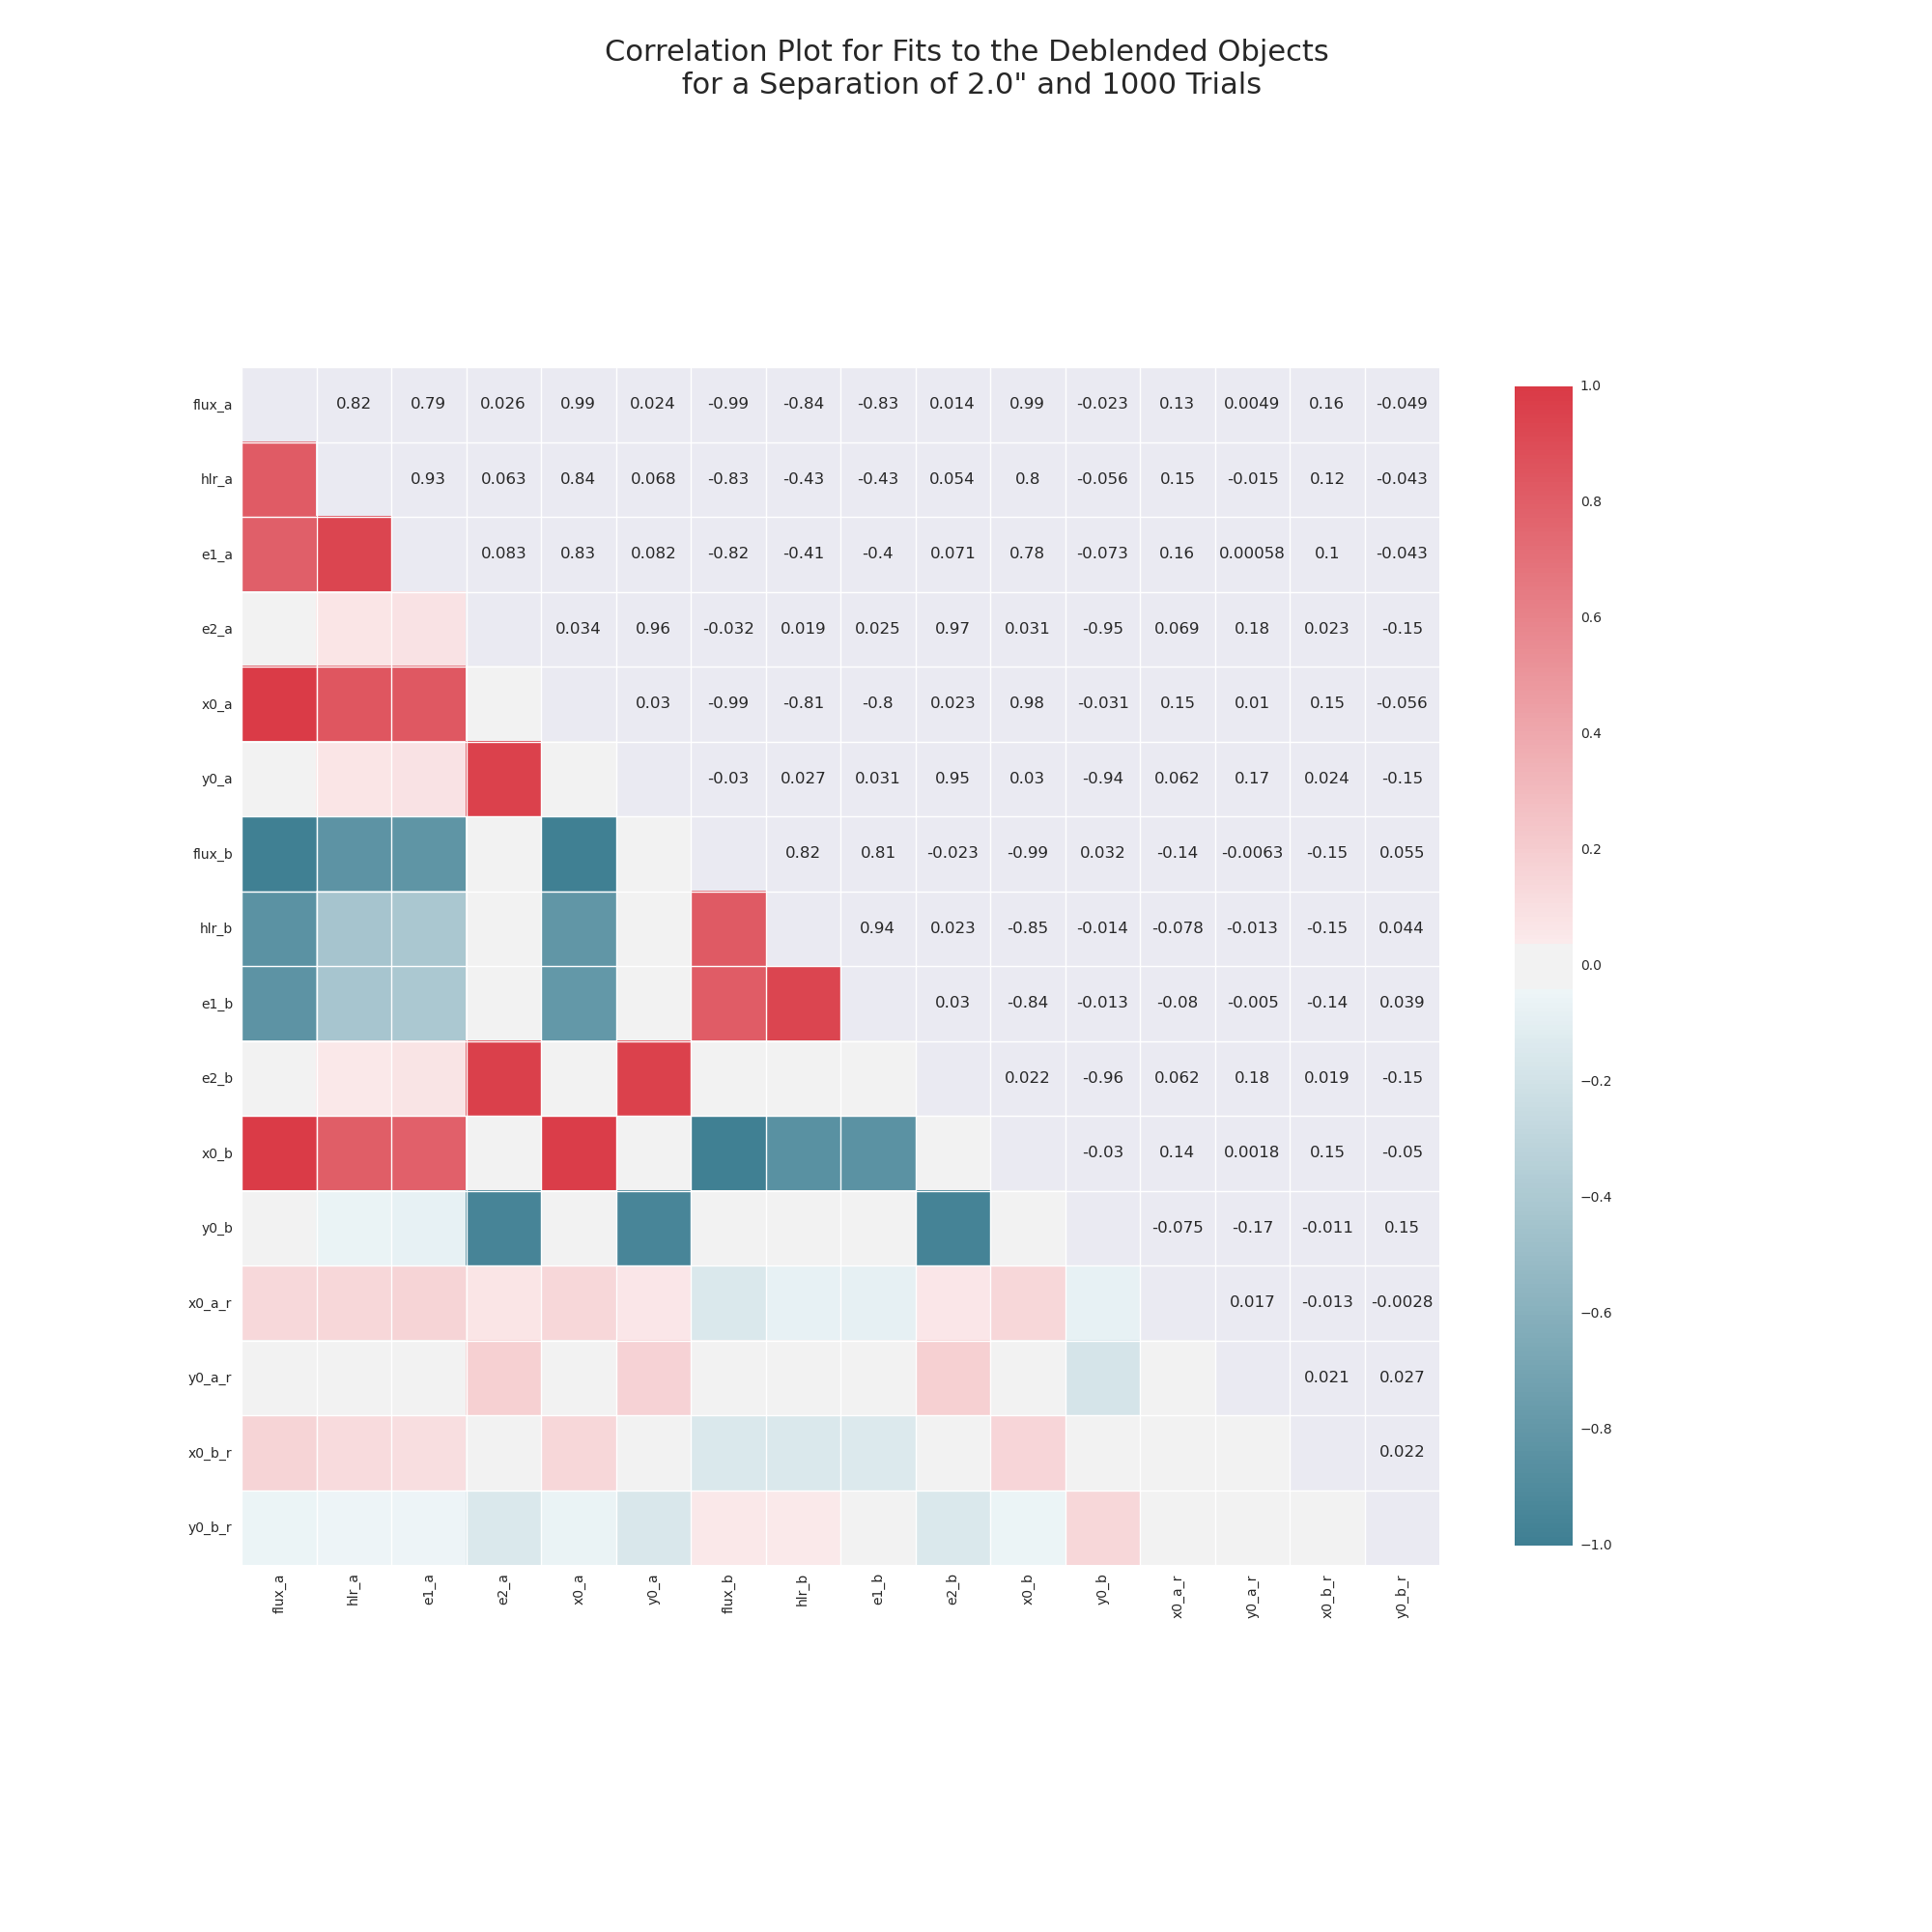 Correlation Plot for Fits to the Deblended Objects
for a Separation of 2.0" and 1000 Trials
flux_a 0.82 0.79 0.026 0.99 0.024 -0.99 -0.84 -0.83 0.014 0.99 -0.023 0.13 0.0049 0.16 -0.049
hlr_a 0.93 0.063 0.84 0.068 -0.83 -0.43 -0.43 0.054 0.8 -0.056 0.15 -0.015 0.12 -0.043
e1_a 0.083 0.83 0.082 -0.82 -0.41 -0.4 0.071 0.78 -0.073 0.16 0.00058 0.1 -0.043
e2_a 0.034 0.96 -0.032 0.019 0.025 0.97 0.031 -0.95 0.069 0.18 0.023 -0.15
x0_a 0.03 -0.99 -0.81 -0.8 0.023 0.98 -0.031 0.15 0.01 0.15 -0.056
y0_a -0.03 0.027 0.031 0.95 0.03 -0.94 0.062 0.17 0.024 -0.15
flux_b 0.82 0.81 -0.023 -0.99 0.032 -0.14 -0.0063 -0.15 0.055
hlr_b 0.94 0.023 -0.85 -0.014 -0.078 -0.013 -0.15 0.044
e1_b 0.03 -0.84 -0.013 -0.08 -0.005 -0.14 0.039
e2_b 0.022 -0.96 0.062 0.18 0.019 -0.15
x0_b -0.03 0.14 0.0018 0.15 -0.05
y0_b -0.075 -0.17 -0.011 0.15
x0_a_r 0.017 -0.013 -0.0028
y0_a_r 0.021 0.027
x0_b_r 0.022
y0_b_r
flux_a hlr_a e1_a e2_a x0_a y0_a flux_b hlr_b e1_b e2_b x0_b y0_b x0_a_r y0_a_r x0_b_r y0_b_r
1.0
0.8
0.6
0.4
0.2
0.0
−0.2
−0.4
−0.6
−0.8
−1.0